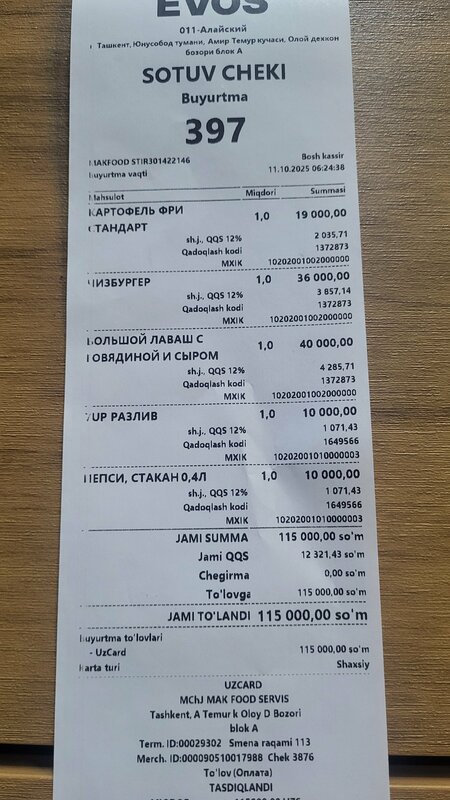 EVOS
011-Алайский
Ташкент, Юнусобод тумани, Амир Темур кучаси, Олой дехкон
бозори блок А
SOTUV CHEKI
Buyurtma
397
MAKFOOD STIR301422146 Bosh kassir
Buyurtma vaqti 11.10.2025 06:24:38
Mahsulot Miqdori Summasi
КАРТОФЕЛЬ ФРИ 1,0 19 000,00
СТАНДАРТ
sh.j., QQS 12% 2 035,71
Qadoqlash kodi 1372873
MXIK 10202001002000000
ЧИЗБУРГЕР 1,0 36 000,00
sh.j., QQS 12% 3 857,14
Qadoqlash kodi 1372873
MXIK 10202001002000000
БОЛЬШОЙ ЛАВАШ С 1,0 40 000,00
ГОВЯДИНОЙ И СЫРОМ
sh.j., QQS 12% 4 285,71
Qadoqlash kodi 1372873
MXIK 10202001002000000
7UP РАЗЛИВ 1,0 10 000,00
sh.j., QQS 12% 1 071,43
Qadoqlash kodi 1649566
MXIK 10202001010000003
ПЕПСИ, СТАКАН 0,4Л 1,0 10 000,00
sh.j., QQS 12% 1 071,43
Qadoqlash kodi 1649566
MXIK 10202001010000003
JAMI SUMMA 115 000,00 so'm
Jami QQS 12 321,43 so'm
Chegirma 0,00 so'm
To'lovga 115 000,00 so'm
JAMI TO'LANDI 115 000,00 so'm
Buyurtma to'lovlari
- UzCard 115 000,00 so'm
Karta turi Shaxsiy
UZCARD
MChJ MAK FOOD SERVIS
Tashkent, A Temur k Oloy D Bozori
blok A
Term. ID:00029302 Smena raqami 113
Merch. ID:000090510017988 Chek 3876
To'lov (Оплата)
TASDIQLANDI